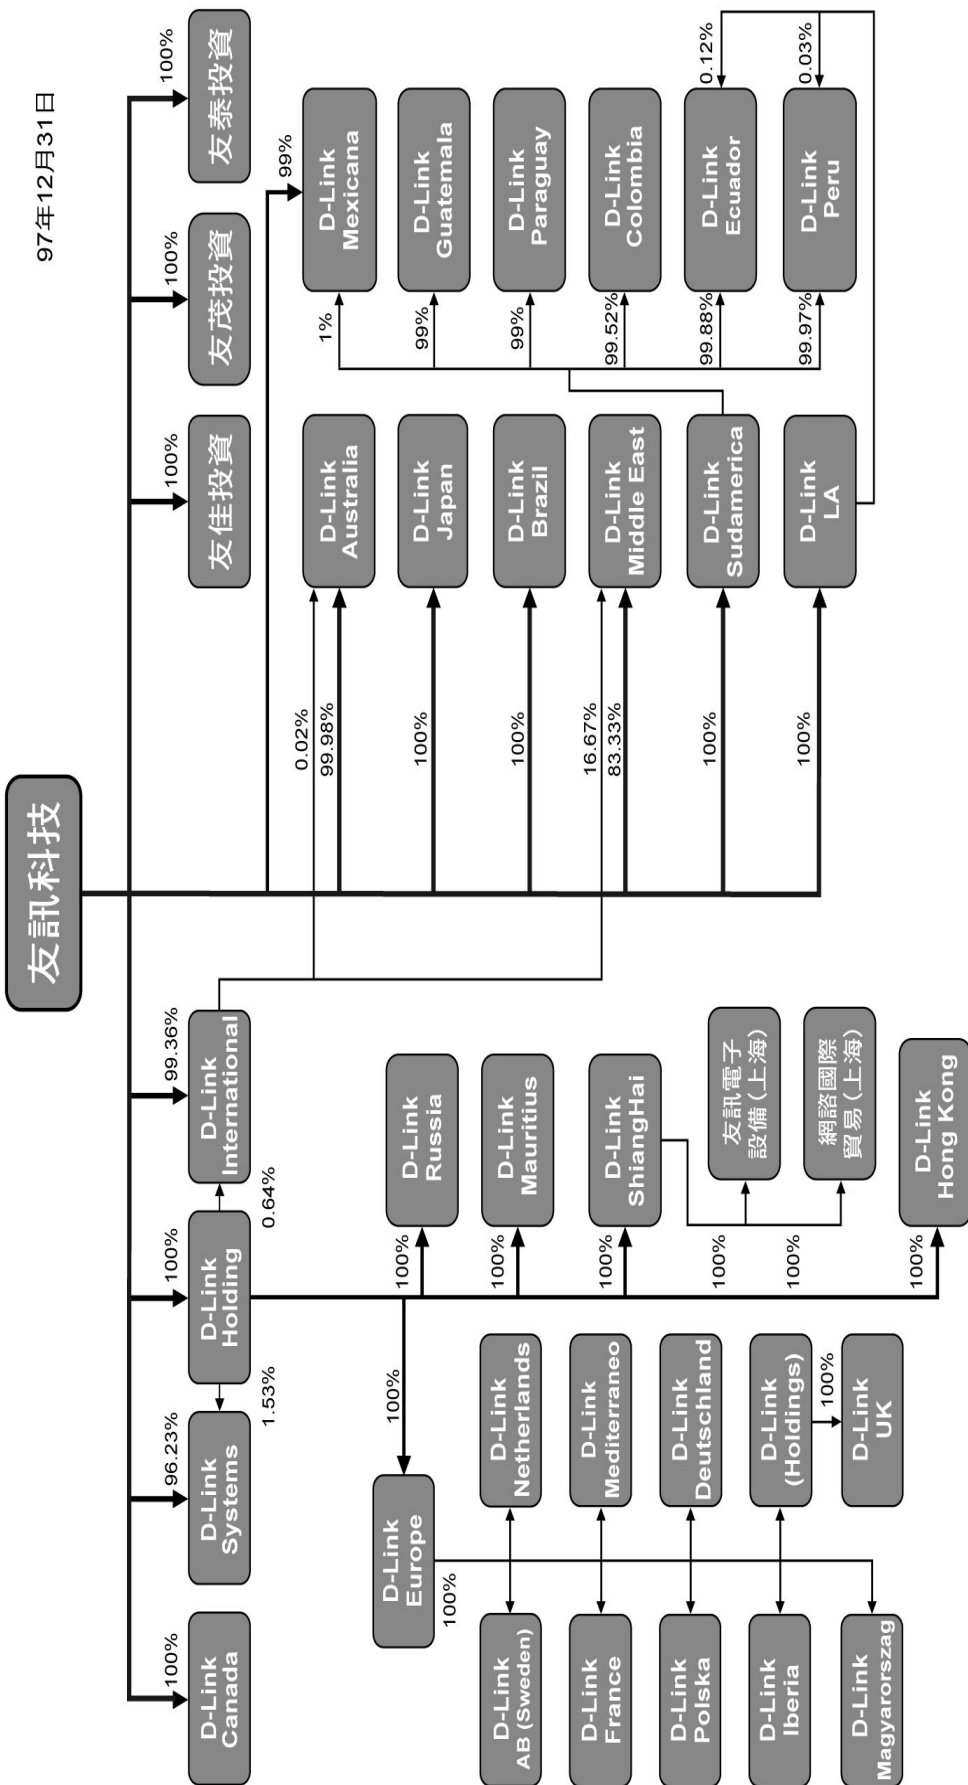 97年12月31日
友訊科技
100%
96.23%
100%
99.36%
100%
100%
100%
D-Link
Canada
D-Link
Systems
D-Link
Holding
D-Link
International
友佳投資
友茂投資
友泰投資
1.53%
0.64%
99%
100%
D-Link
Europe
100%
100%
D-Link
Russia
0.02%
99.98%
D-Link
Australia
1%
D-Link
Mexicana
D-Link
AB (Sweden)
D-Link
Netherlands
100%
D-Link
Mauritius
100%
D-Link
Japan
99%
D-Link
Guatemala
D-Link
France
D-Link
Mediterraneo
100%
D-Link
Brazil
99%
D-Link
Paraguay
D-Link
Polska
D-Link
Deutschland
100%
D-Link
ShiangHai
16.67%
83.33%
D-Link
Middle East
99.52%
D-Link
Colombia
D-Link
Iberia
D-Link
(Holdings)
100%
友訊電子
設備(上海)
100%
D-Link
Sudamerica
99.88%
D-Link
Ecuador
0.12%
100%
100%
網諮國際
貿易(上海)
100%
D-Link
LA
99.97%
D-Link
Peru
0.03%
D-Link
Magyarorszag
D-Link
UK
100%
D-Link
Hong Kong